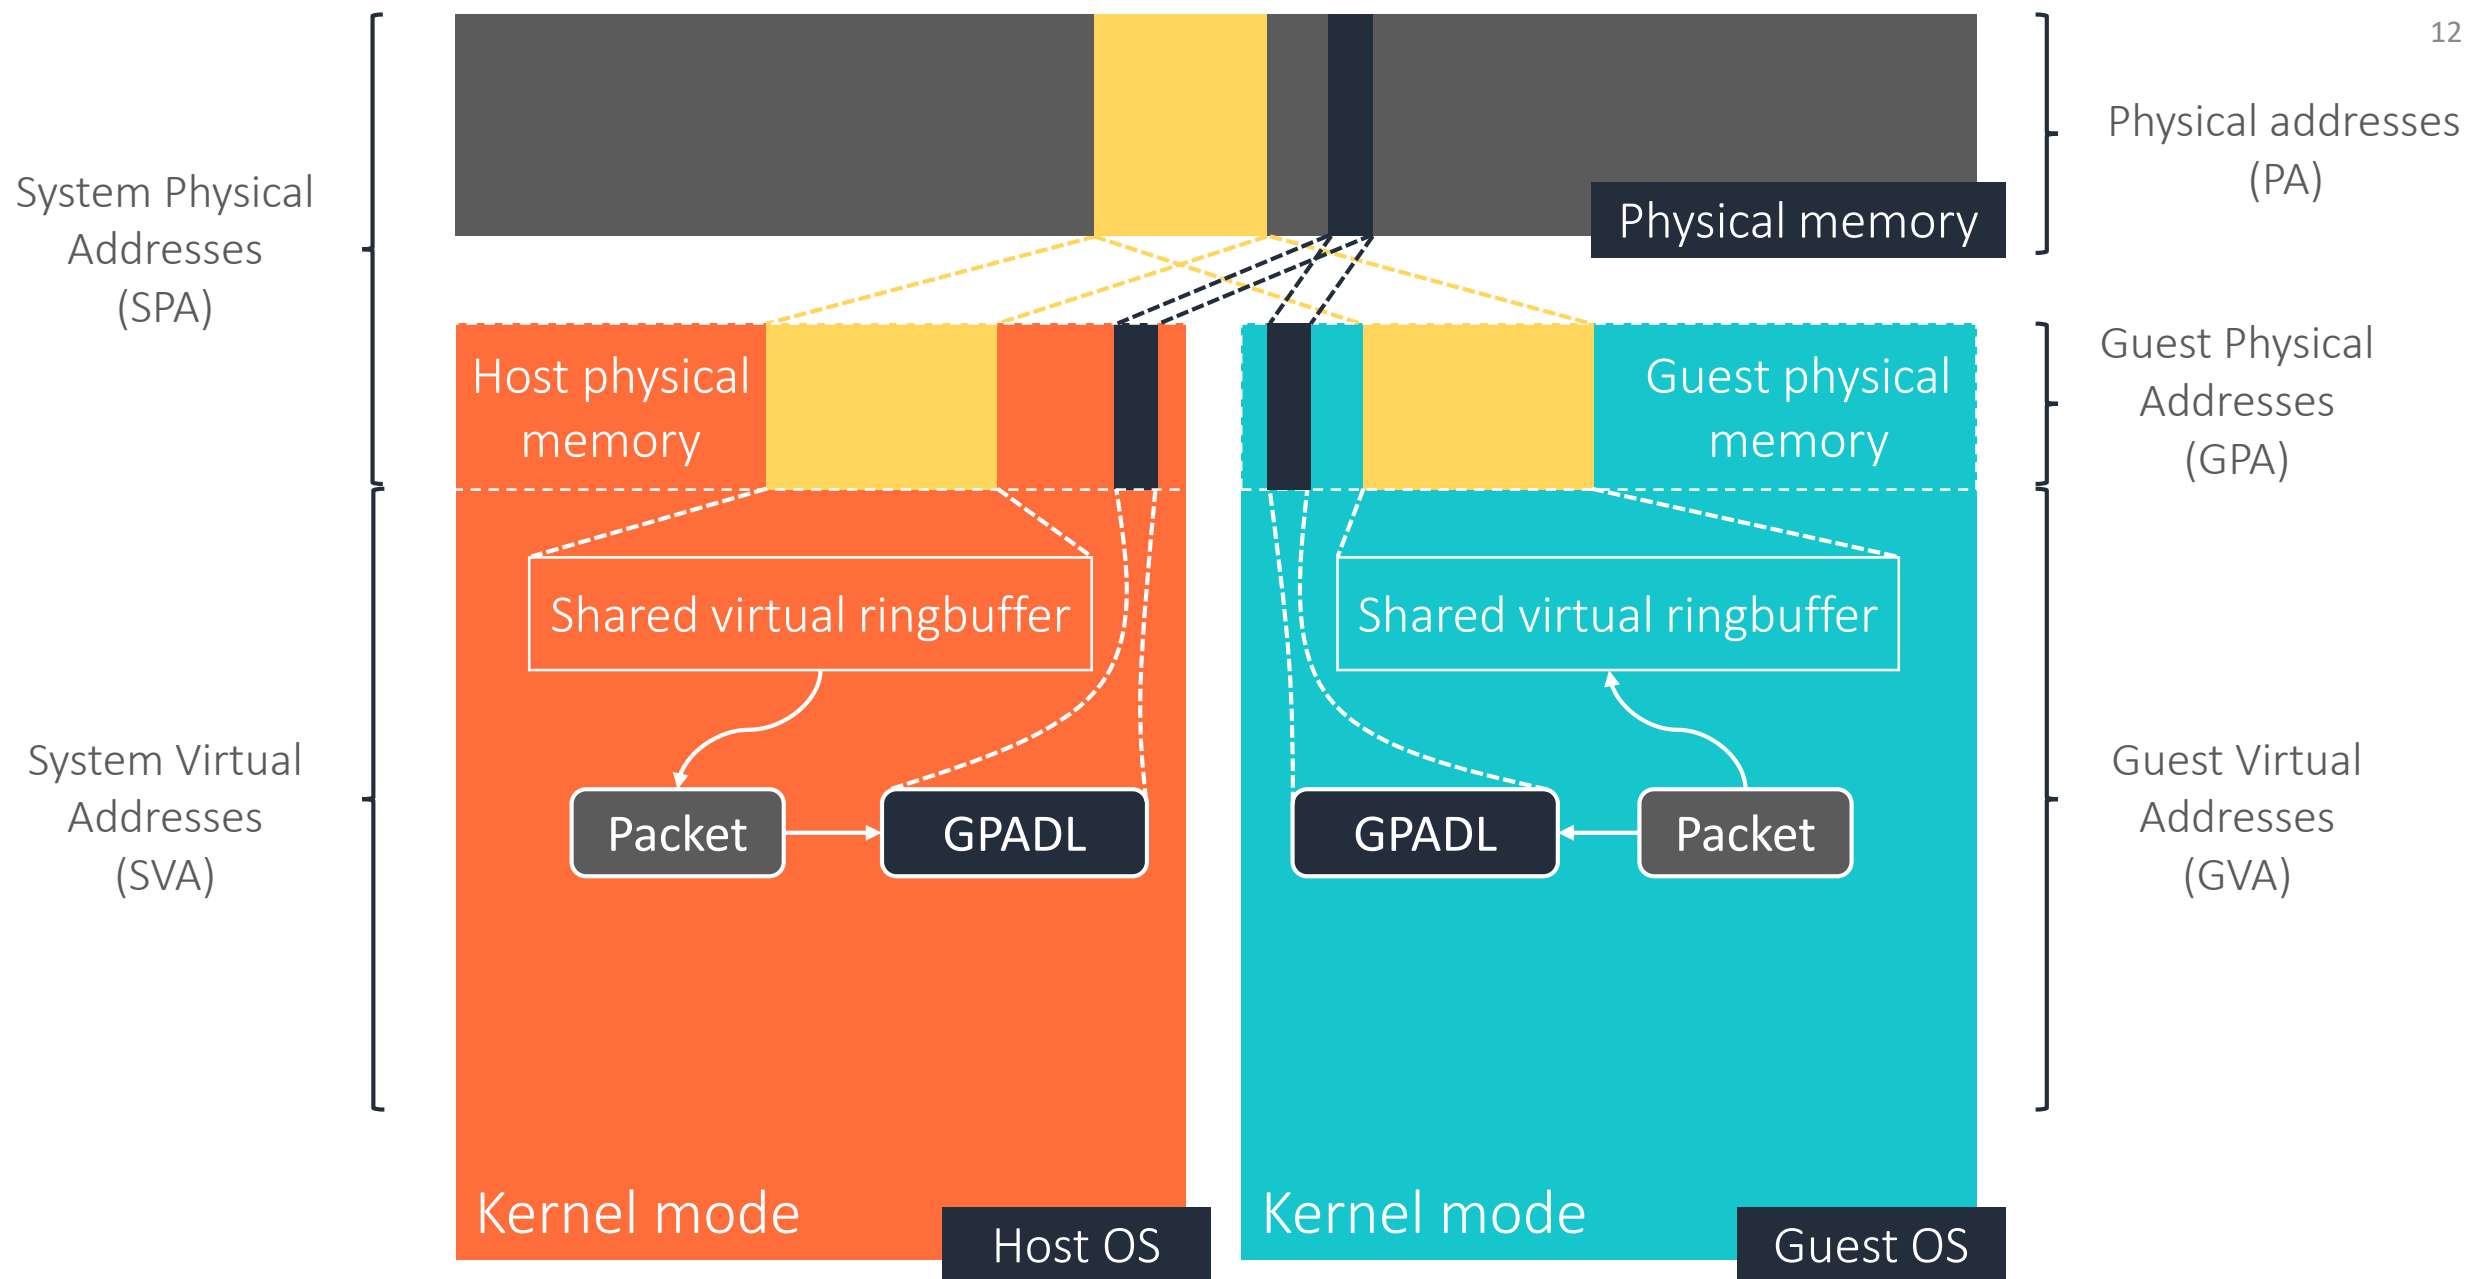 12
System Physical
Addresses
(SPA)
Physical addresses
(PA)
Physical memory
Host physical
memory
Guest physical
memory
Guest Physical
Addresses
(GPA)
Shared virtual ringbuffer
Shared virtual ringbuffer
System Virtual
Addresses
(SVA)
Packet
GPADL
GPADL
Packet
Guest Virtual
Addresses
(GVA)
Kernel mode
Host OS
Kernel mode
Guest OS